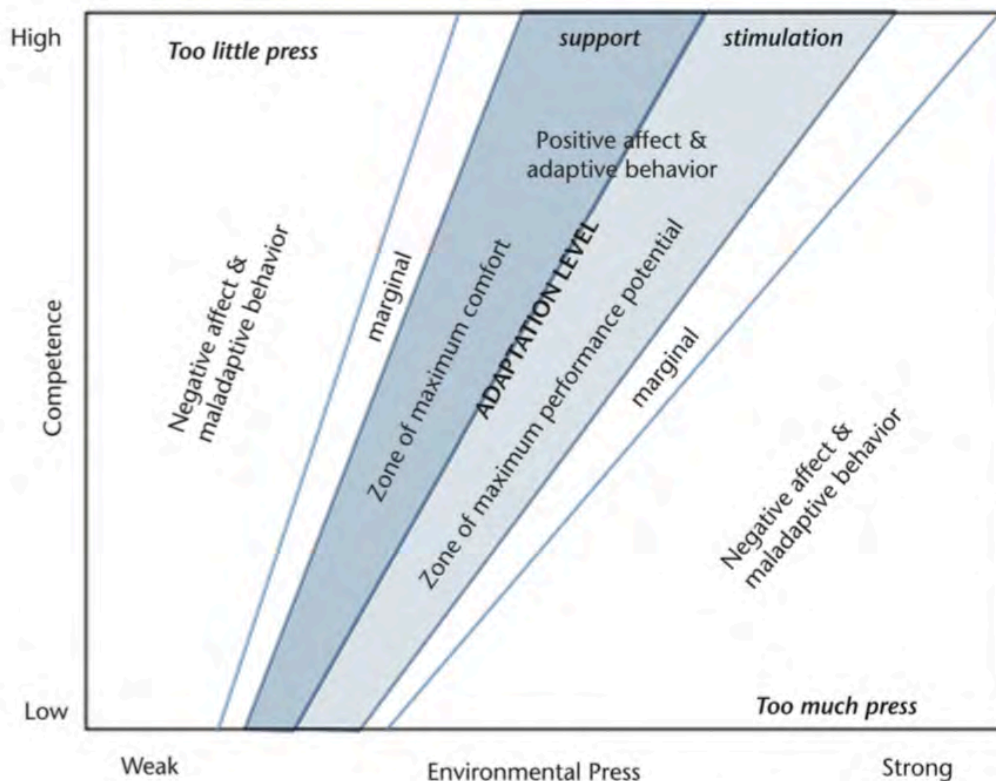 High
Too little press
support
stimulation
Positive affect &
adaptive behavior
Competence
Negative affect &
maladaptive behavior
marginal
Zone of maximum comfort
ADAPTATION LEVEL
Zone of maximum performance potential
marginal
Negative affect &
maladaptive behavior
Low
Too much press
Weak
Environmental Press
Strong